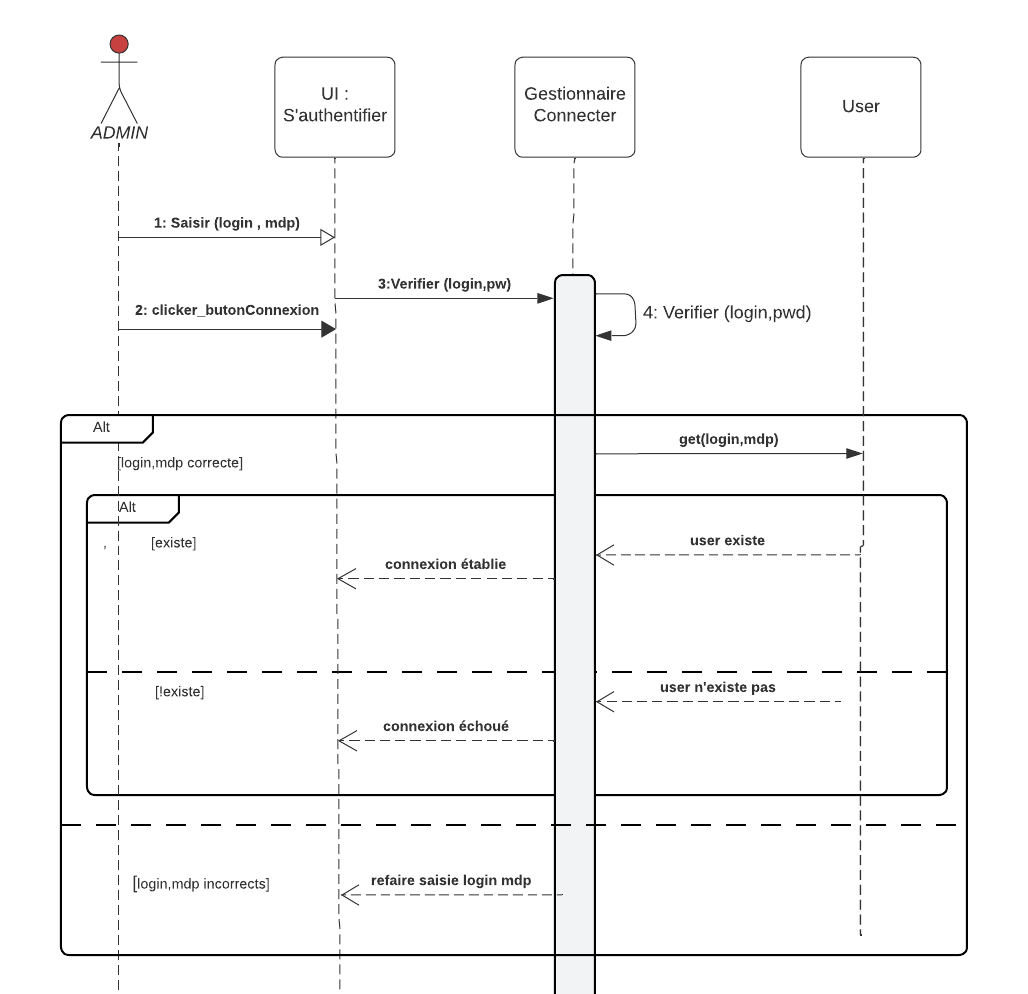 ADMIN
UI :
S'authentifier
Gestionnaire
Connecter
User
1: Saisir (login , mdp)
3:Verifier (login,pw)
2: clicker_butonConnexion
4: Verifier (login,pwd)
Alt
get(login,mdp)
[login,mdp correcte]
Alt
, [existe]
user existe
connexion établie
[!existe]
user n'existe pas
connexion échoué
[login,mdp incorrects]
refaire saisie login mdp